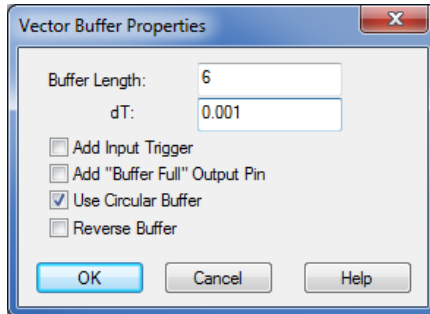 Vector Buffer Properties
Buffer Length: 6
dT: 0.001
Add Input Trigger
Add "Buffer Full" Output Pin
Use Circular Buffer
Reverse Buffer
OK Cancel Help